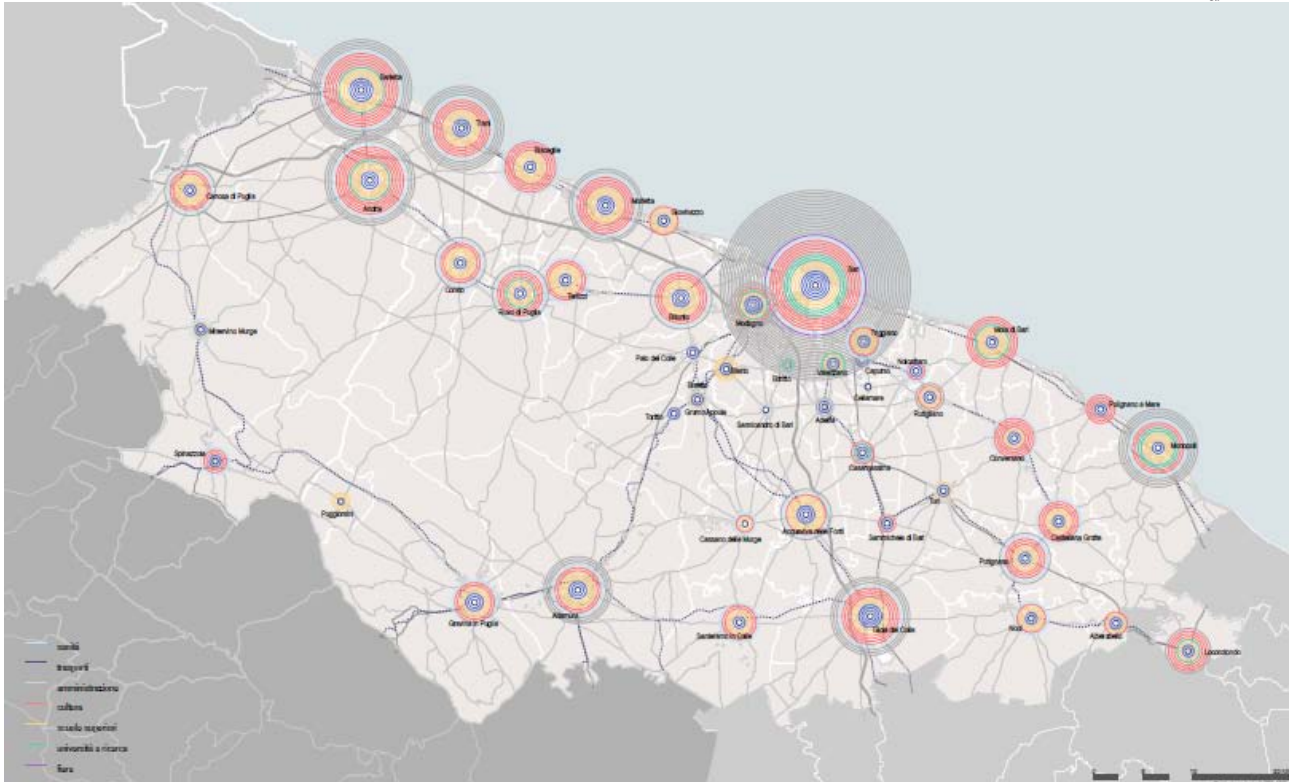 Barletta
Trani
Bisceglie
Andria
Canosa di Puglia
Molfetta
Giovinazzo
Bari
Corato
Terlizzi
Ruvo di Puglia
Bitonto
Modugno
Minervino Murge
Palo del Colle
Bitetto
Bitritto
Valenzano
Triggiano
Capurso
Noicattaro
Mola di Bari
Cellamare
Rutigliano
Binetto
Grumo Appula
Toritto
Sannicandro di Bari
Adelfia
Polignano a Mare
Conversano
Monopoli
Casamassima
Spinazzola
Poggiorsini
Turi
Cassano delle Murge
Acquaviva delle Fonti
Sammichele di Bari
Castellana Grotte
Putignano
Gravina in Puglia
Altamura
Santeramo in Colle
Gioia del Colle
Noci
Alberobello
Locorotondo
sanità
trasporti
amministrazione
cultura
scuole superiori
università e ricerca
fiera